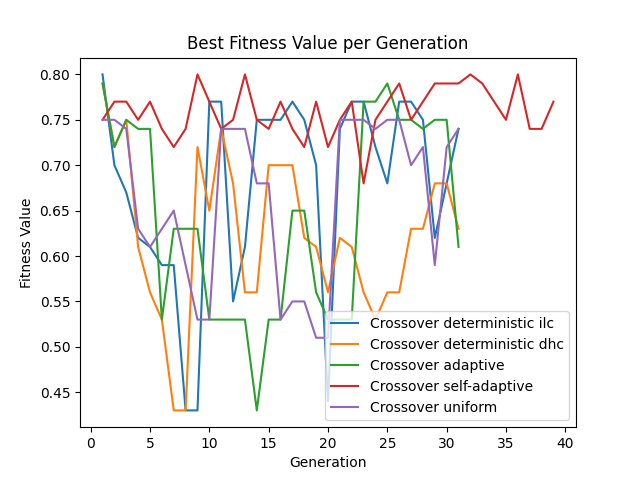 Best Fitness Value per Generation
Fitness Value
0.80
0.75
0.70
0.65
0.60
0.55
0.50
0.45
Crossover deterministic ilc
Crossover deterministic dhc
Crossover adaptive
Crossover self-adaptive
Crossover uniform
0 5 10 15 20 25 30 35 40
Generation